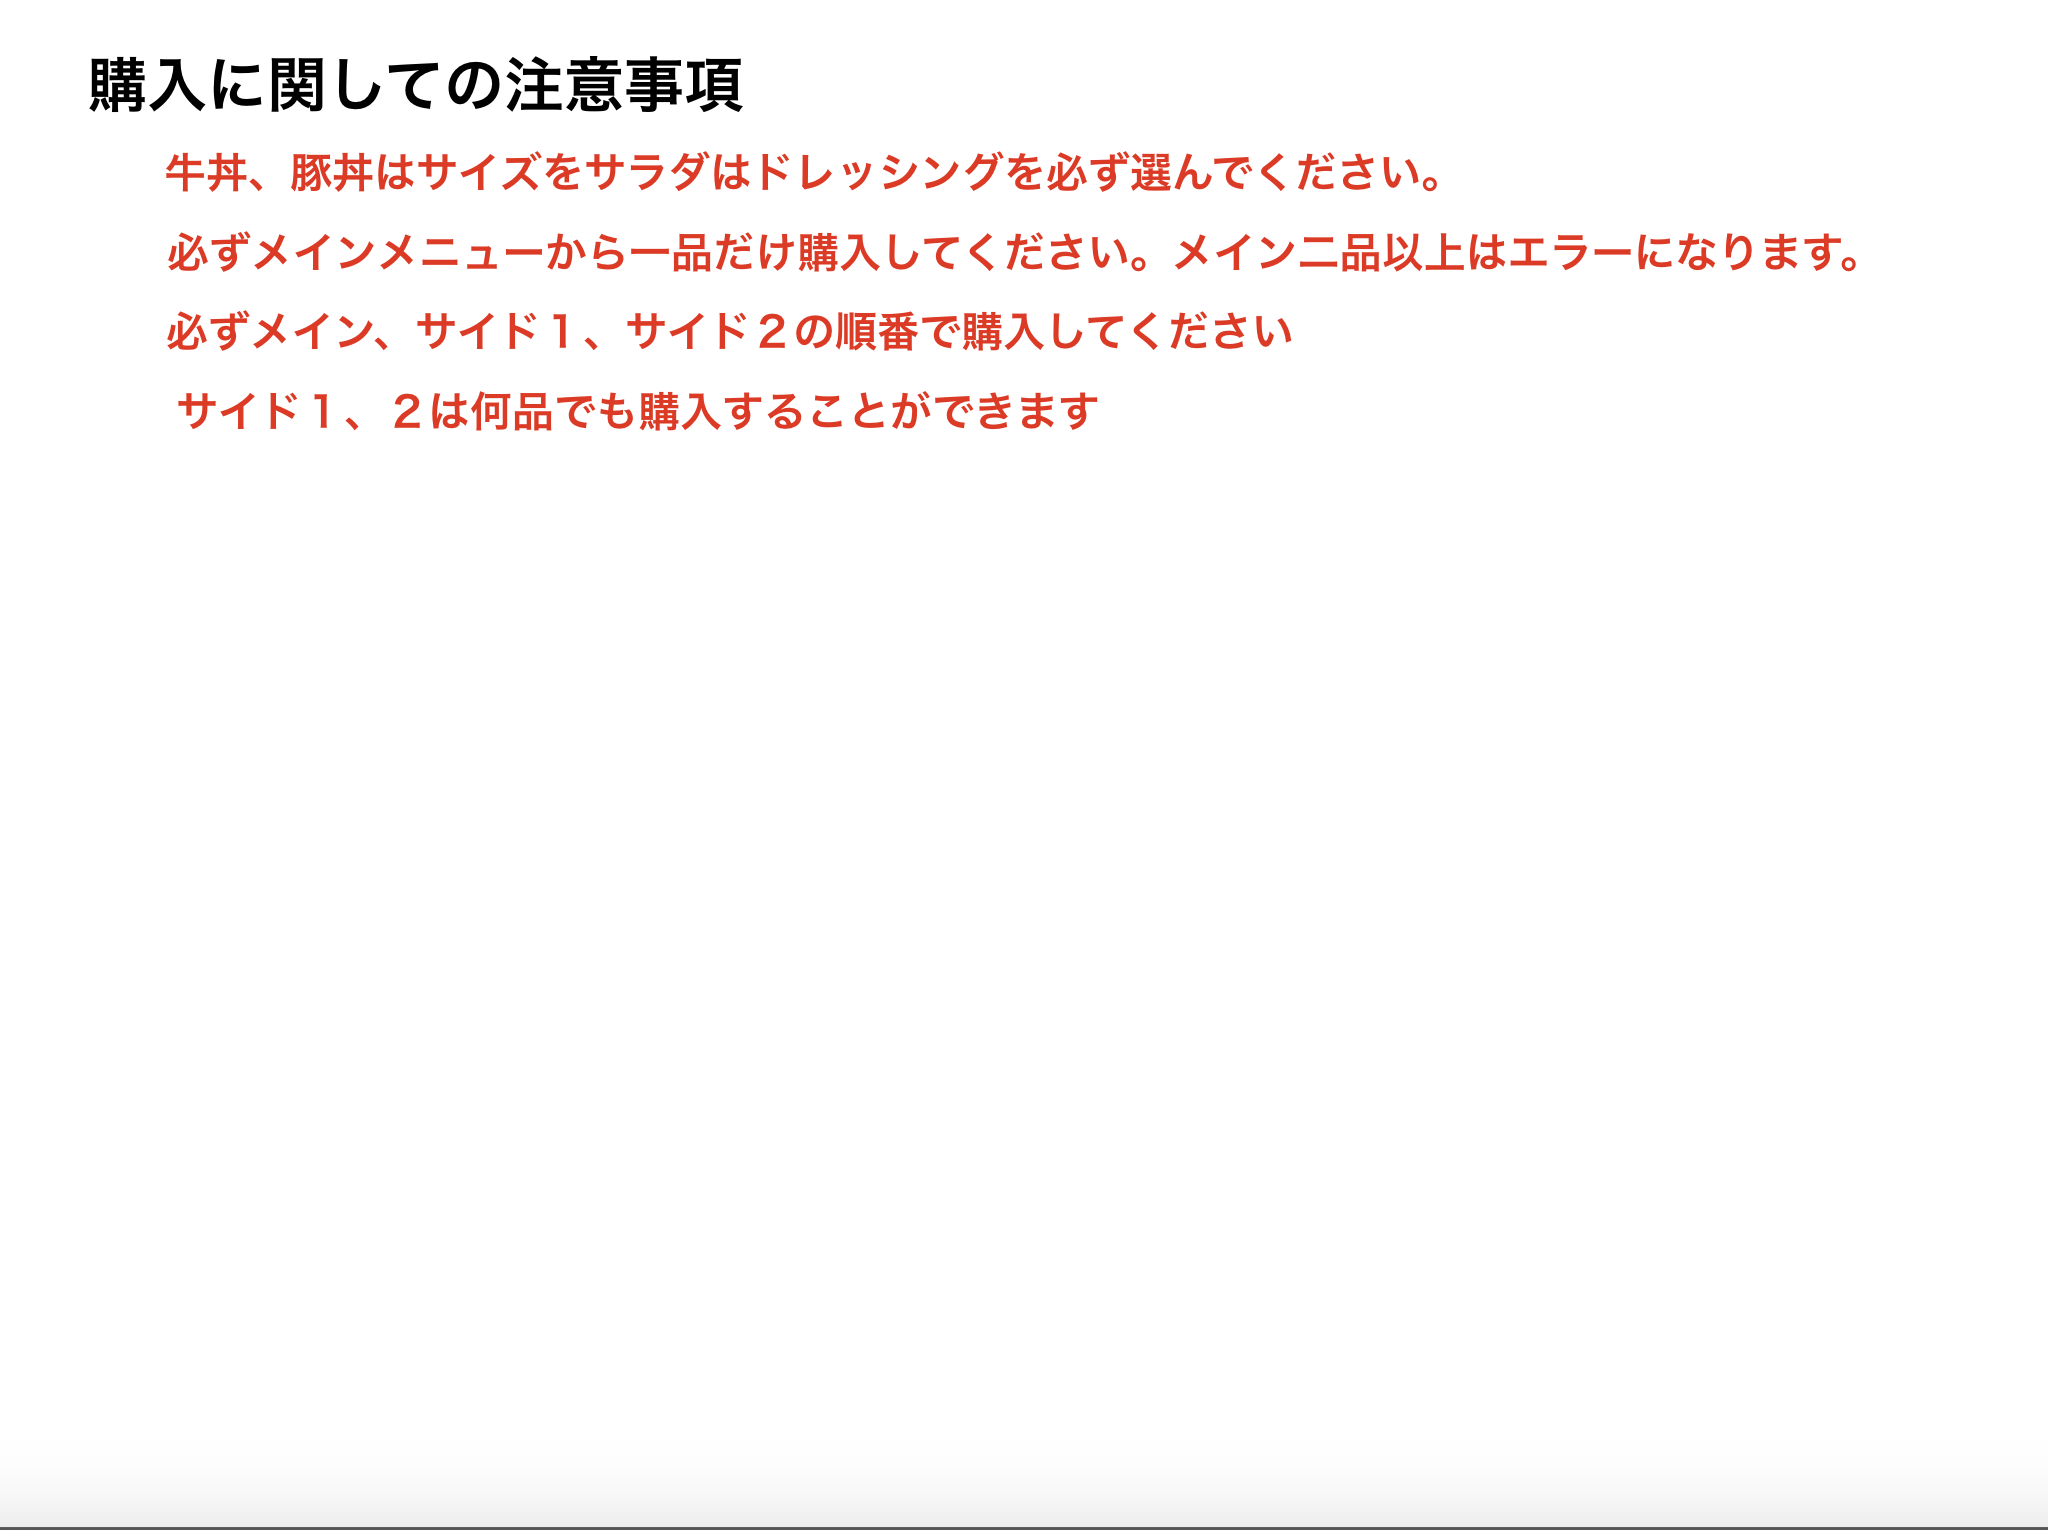 購入に関しての注意事項
牛丼、豚丼はサイズをサラダはドレッシングを必ず選んでください。
必ずメインメニューから一品だけ購入してください。メイン二品以上はエラーになります。
必ずメイン、サイド１、サイド２の順番で購入してください
サイド１、２は何品でも購入することができます